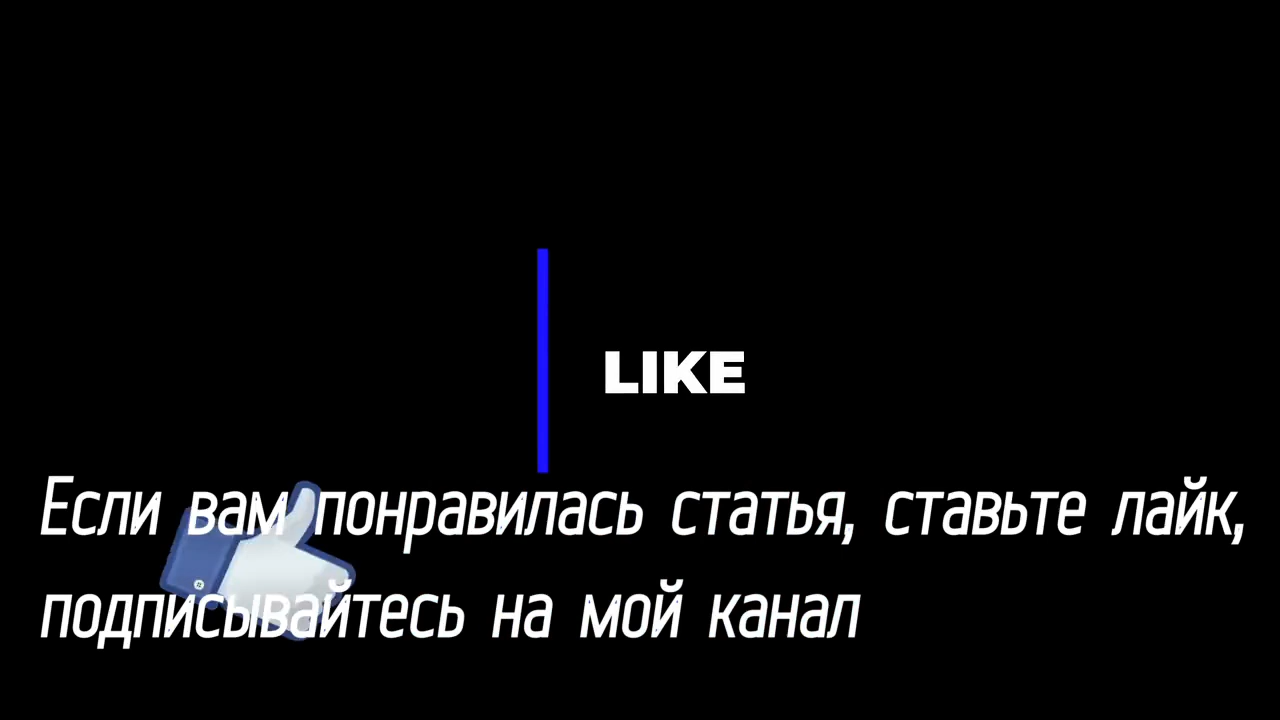 LIKE
Если вам понравилась статья, ставьте лайк,
подписывайтесь на мой канал